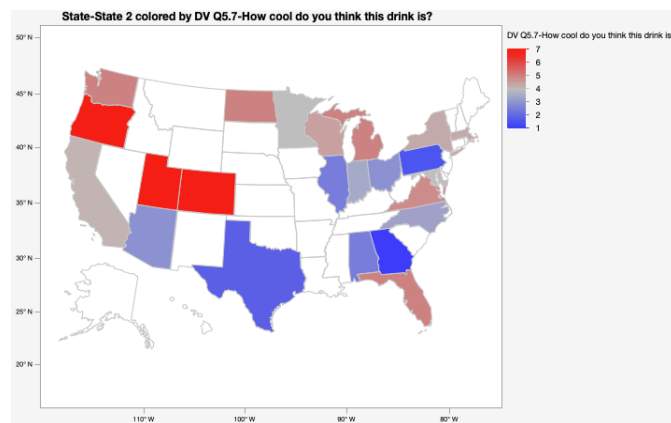 State-State 2 colored by DV Q5.7-How cool do you think this drink is?
DV Q5.7-How cool do you think this drink is
7
6
5
4
3
2
1
50° N
45° N
40° N
35° N
30° N
25° N
20° N
110° W
100° W
90° W
80° W